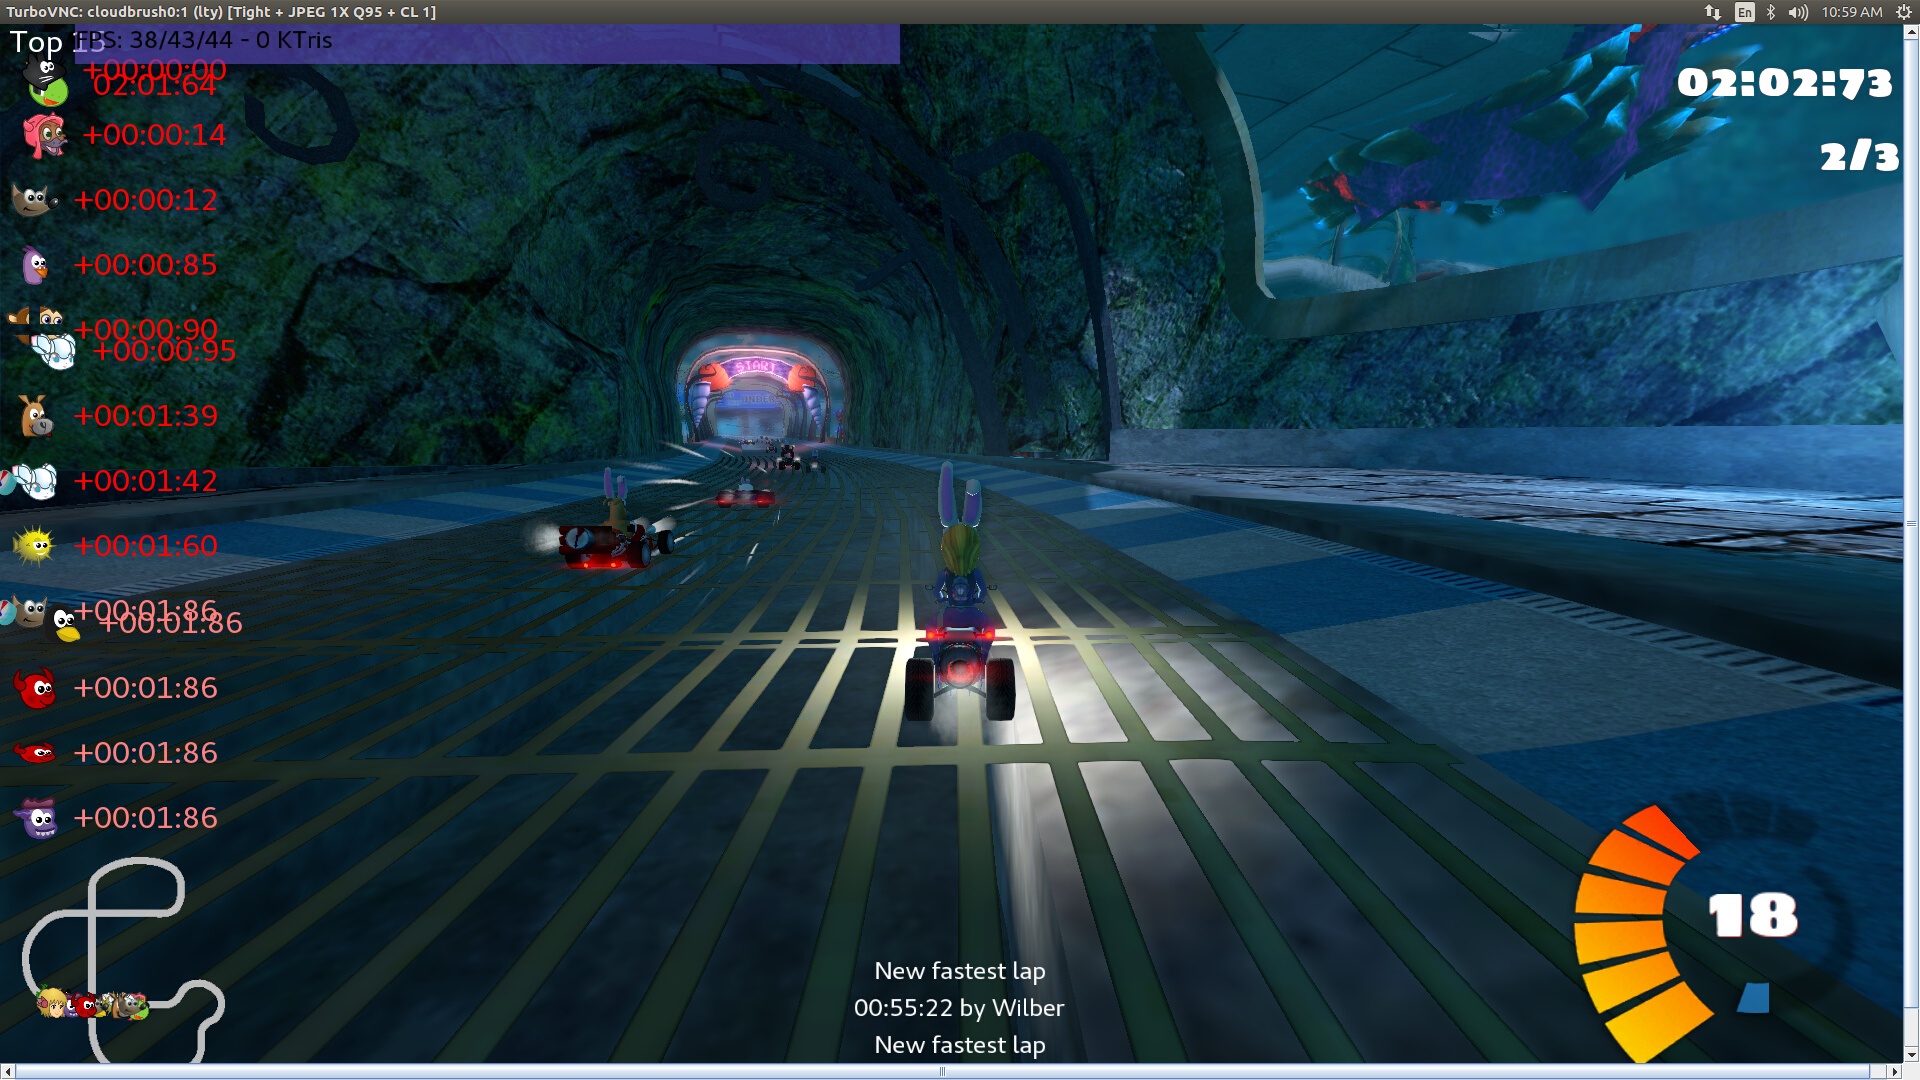 TurboVNC: cloudbrush0:1 (lty) [Tight + JPEG 1X Q95 + CL 1]
En
10:59 AM
Top 15
FPS: 38/43/44 - 0 KTris
+00:00:00
02:01:64
02:02:73
+00:00:14
2/3
+00:00:12
+00:00:85
+00:00:90
+00:00:95
START
+00:01:39
+00:01:42
+00:01:60
+00:01:86
+00:01:86
+00:01:86
+00:01:86
+00:01:86
18
New fastest lap
00:55:22 by Wilber
New fastest lap